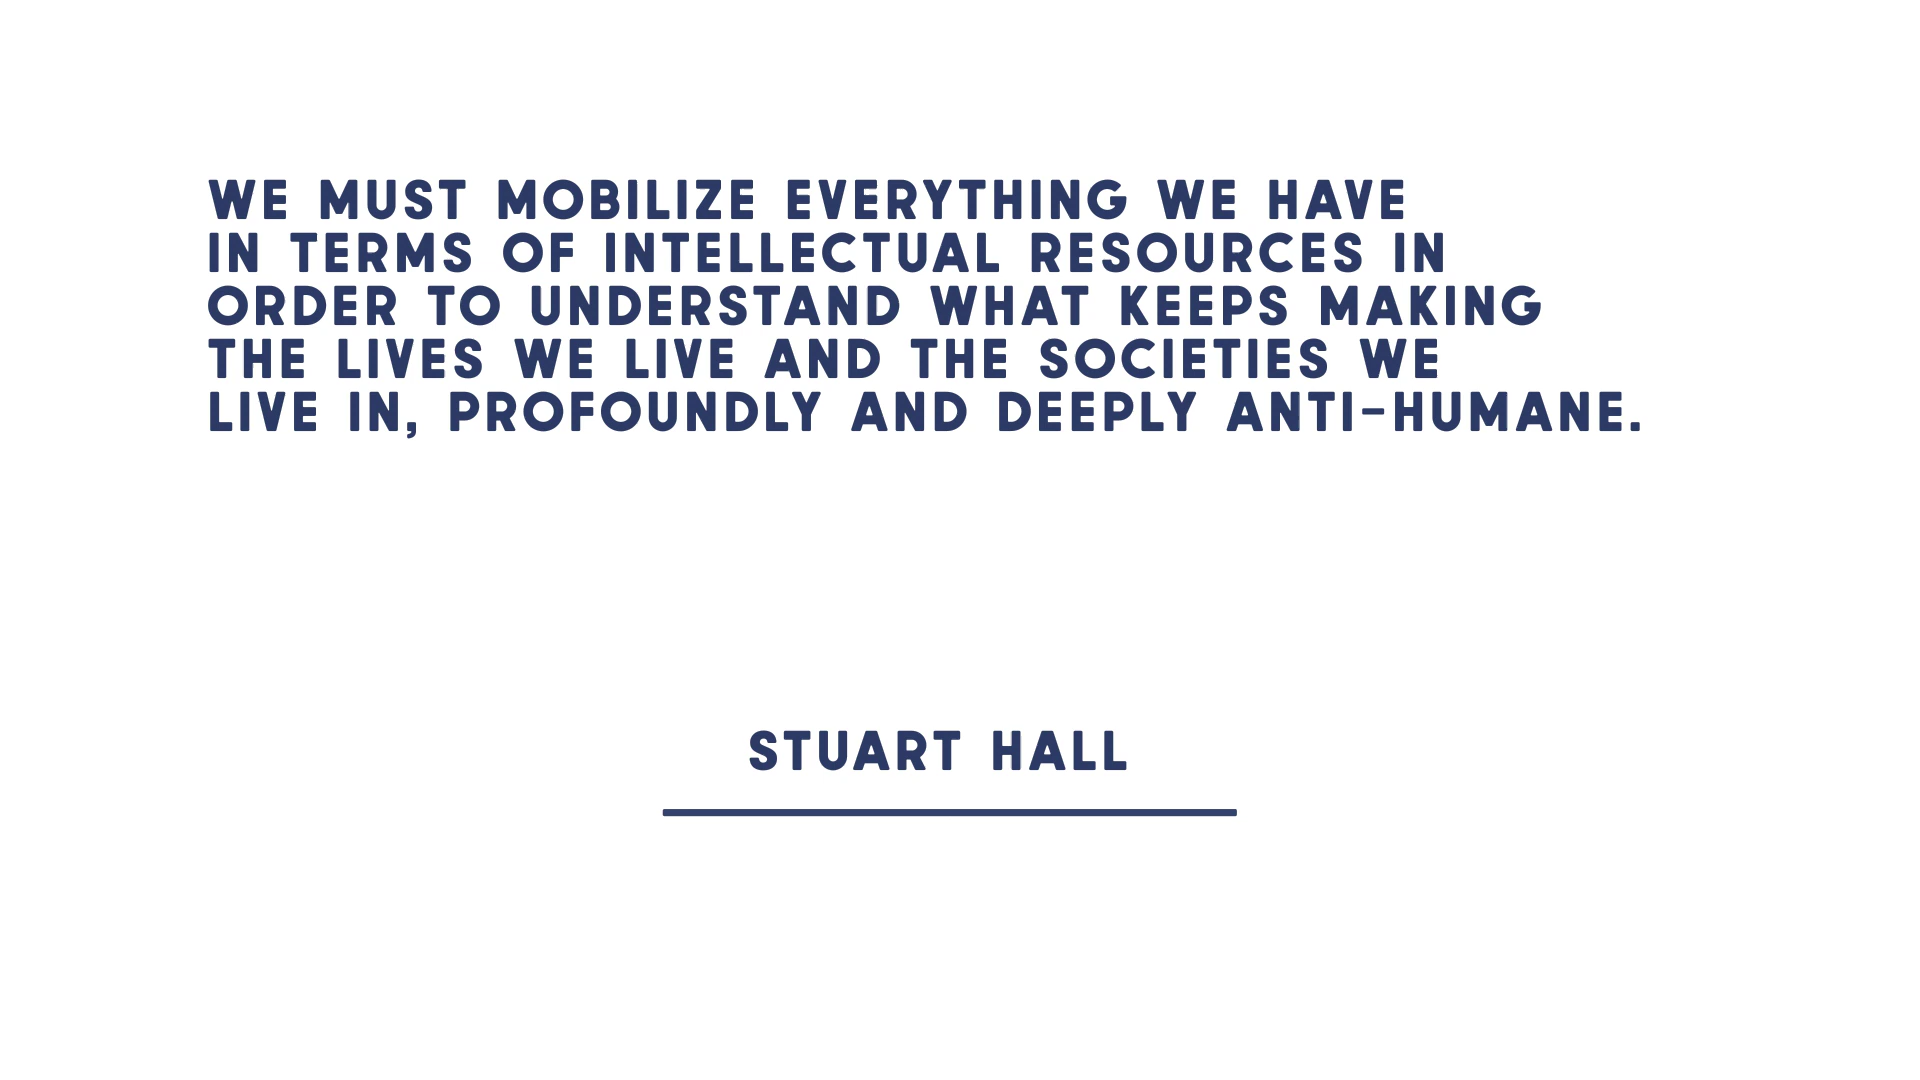 WE MUST MOBILIZE EVERYTHING WE HAVE
IN TERMS OF INTELLECTUAL RESOURCES IN
ORDER TO UNDERSTAND WHAT KEEPS MAKING
THE LIVES WE LIVE AND THE SOCIETIES WE
LIVE IN, PROFOUNDLY AND DEEPLY ANTI-HUMANE.
STUART HALL